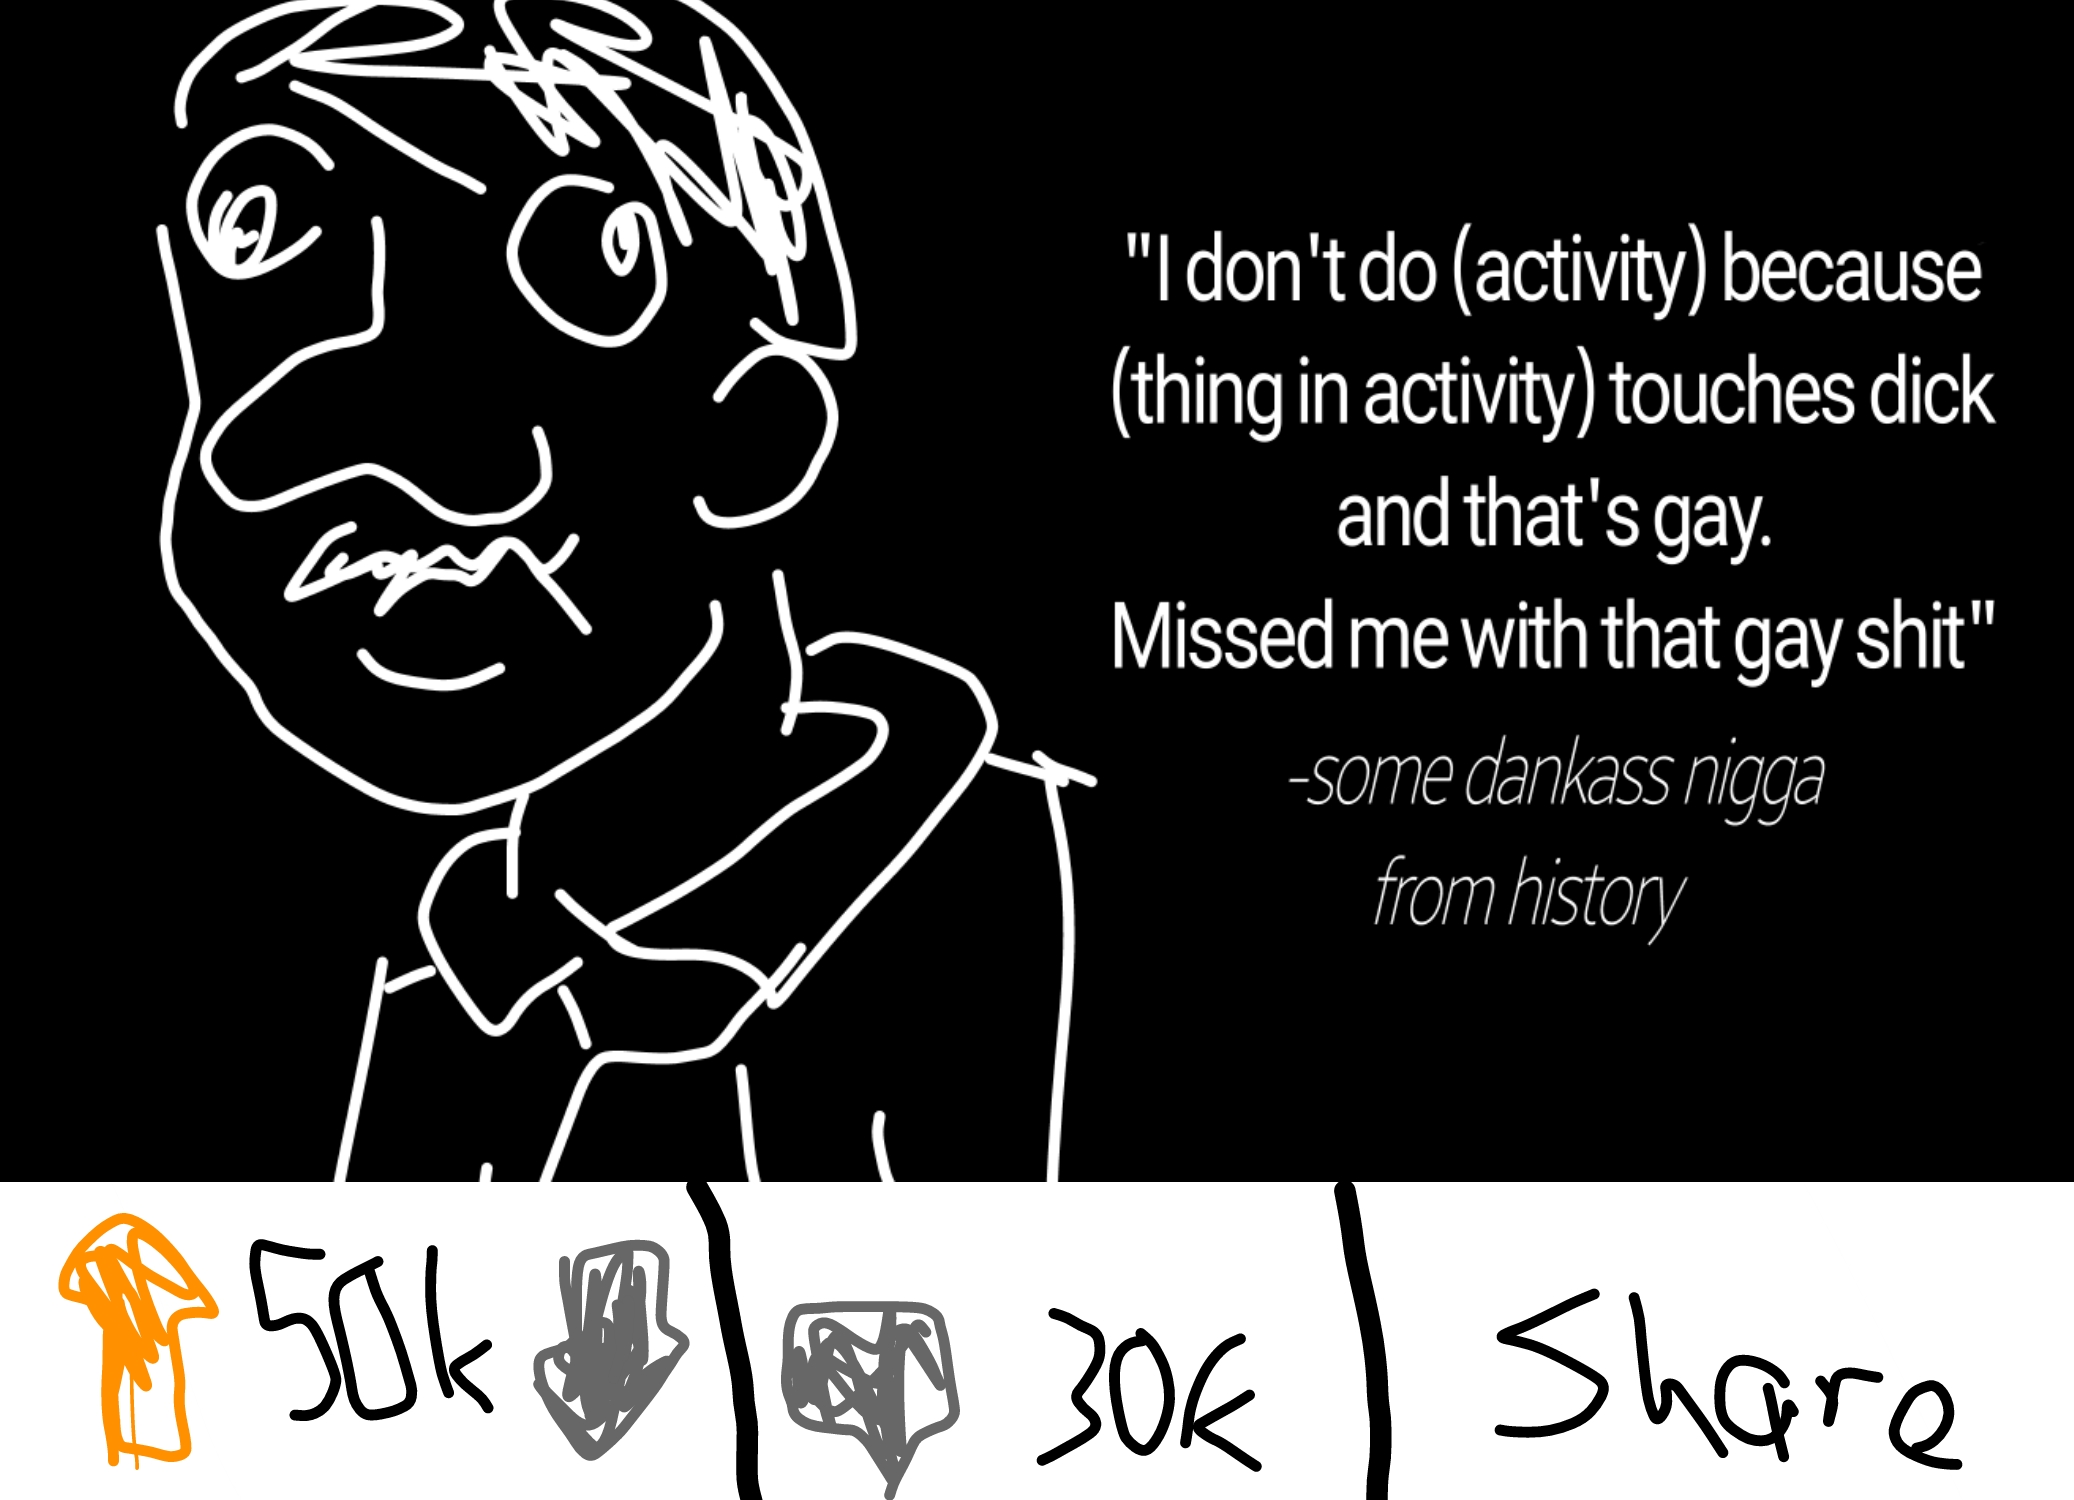 "I don't do (activity) because
(thing in activity) touches dick
and that's gay.
Missed me with that gay shit"
-some dankass nigga
from history
50k 30k Share